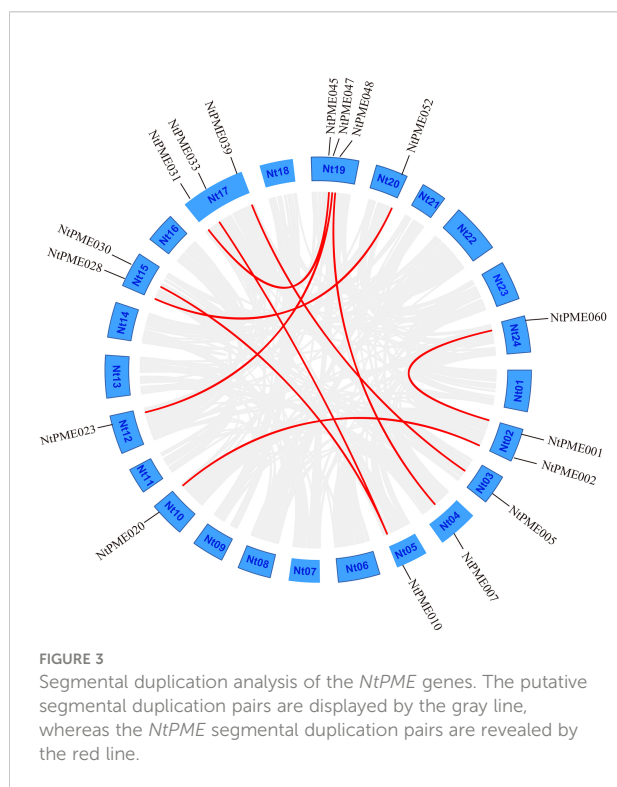 NtPME045
NtPME047
NtPME048
NtPME052
NtPME039
NtPME033
NtPME031
NtPME030
NtPME028
NtPME023
NtPME020
NtPME060
NtPME001
NtPME002
NtPME005
NtPME007
NtPME010
Nt17
Nt18
Nt19
Nt20
Nt21
Nt22
Nt23
Nt24
Nt01
Nt02
Nt03
Nt04
Nt05
Nt06
Nt07
Nt08
Nt09
Nt10
Nt11
Nt12
Nt13
Nt14
Nt15
Nt16
FIGURE 3
Segmental duplication analysis of the NtPME genes. The putative
segmental duplication pairs are displayed by the gray line,
whereas the NtPME segmental duplication pairs are revealed by
the red line.